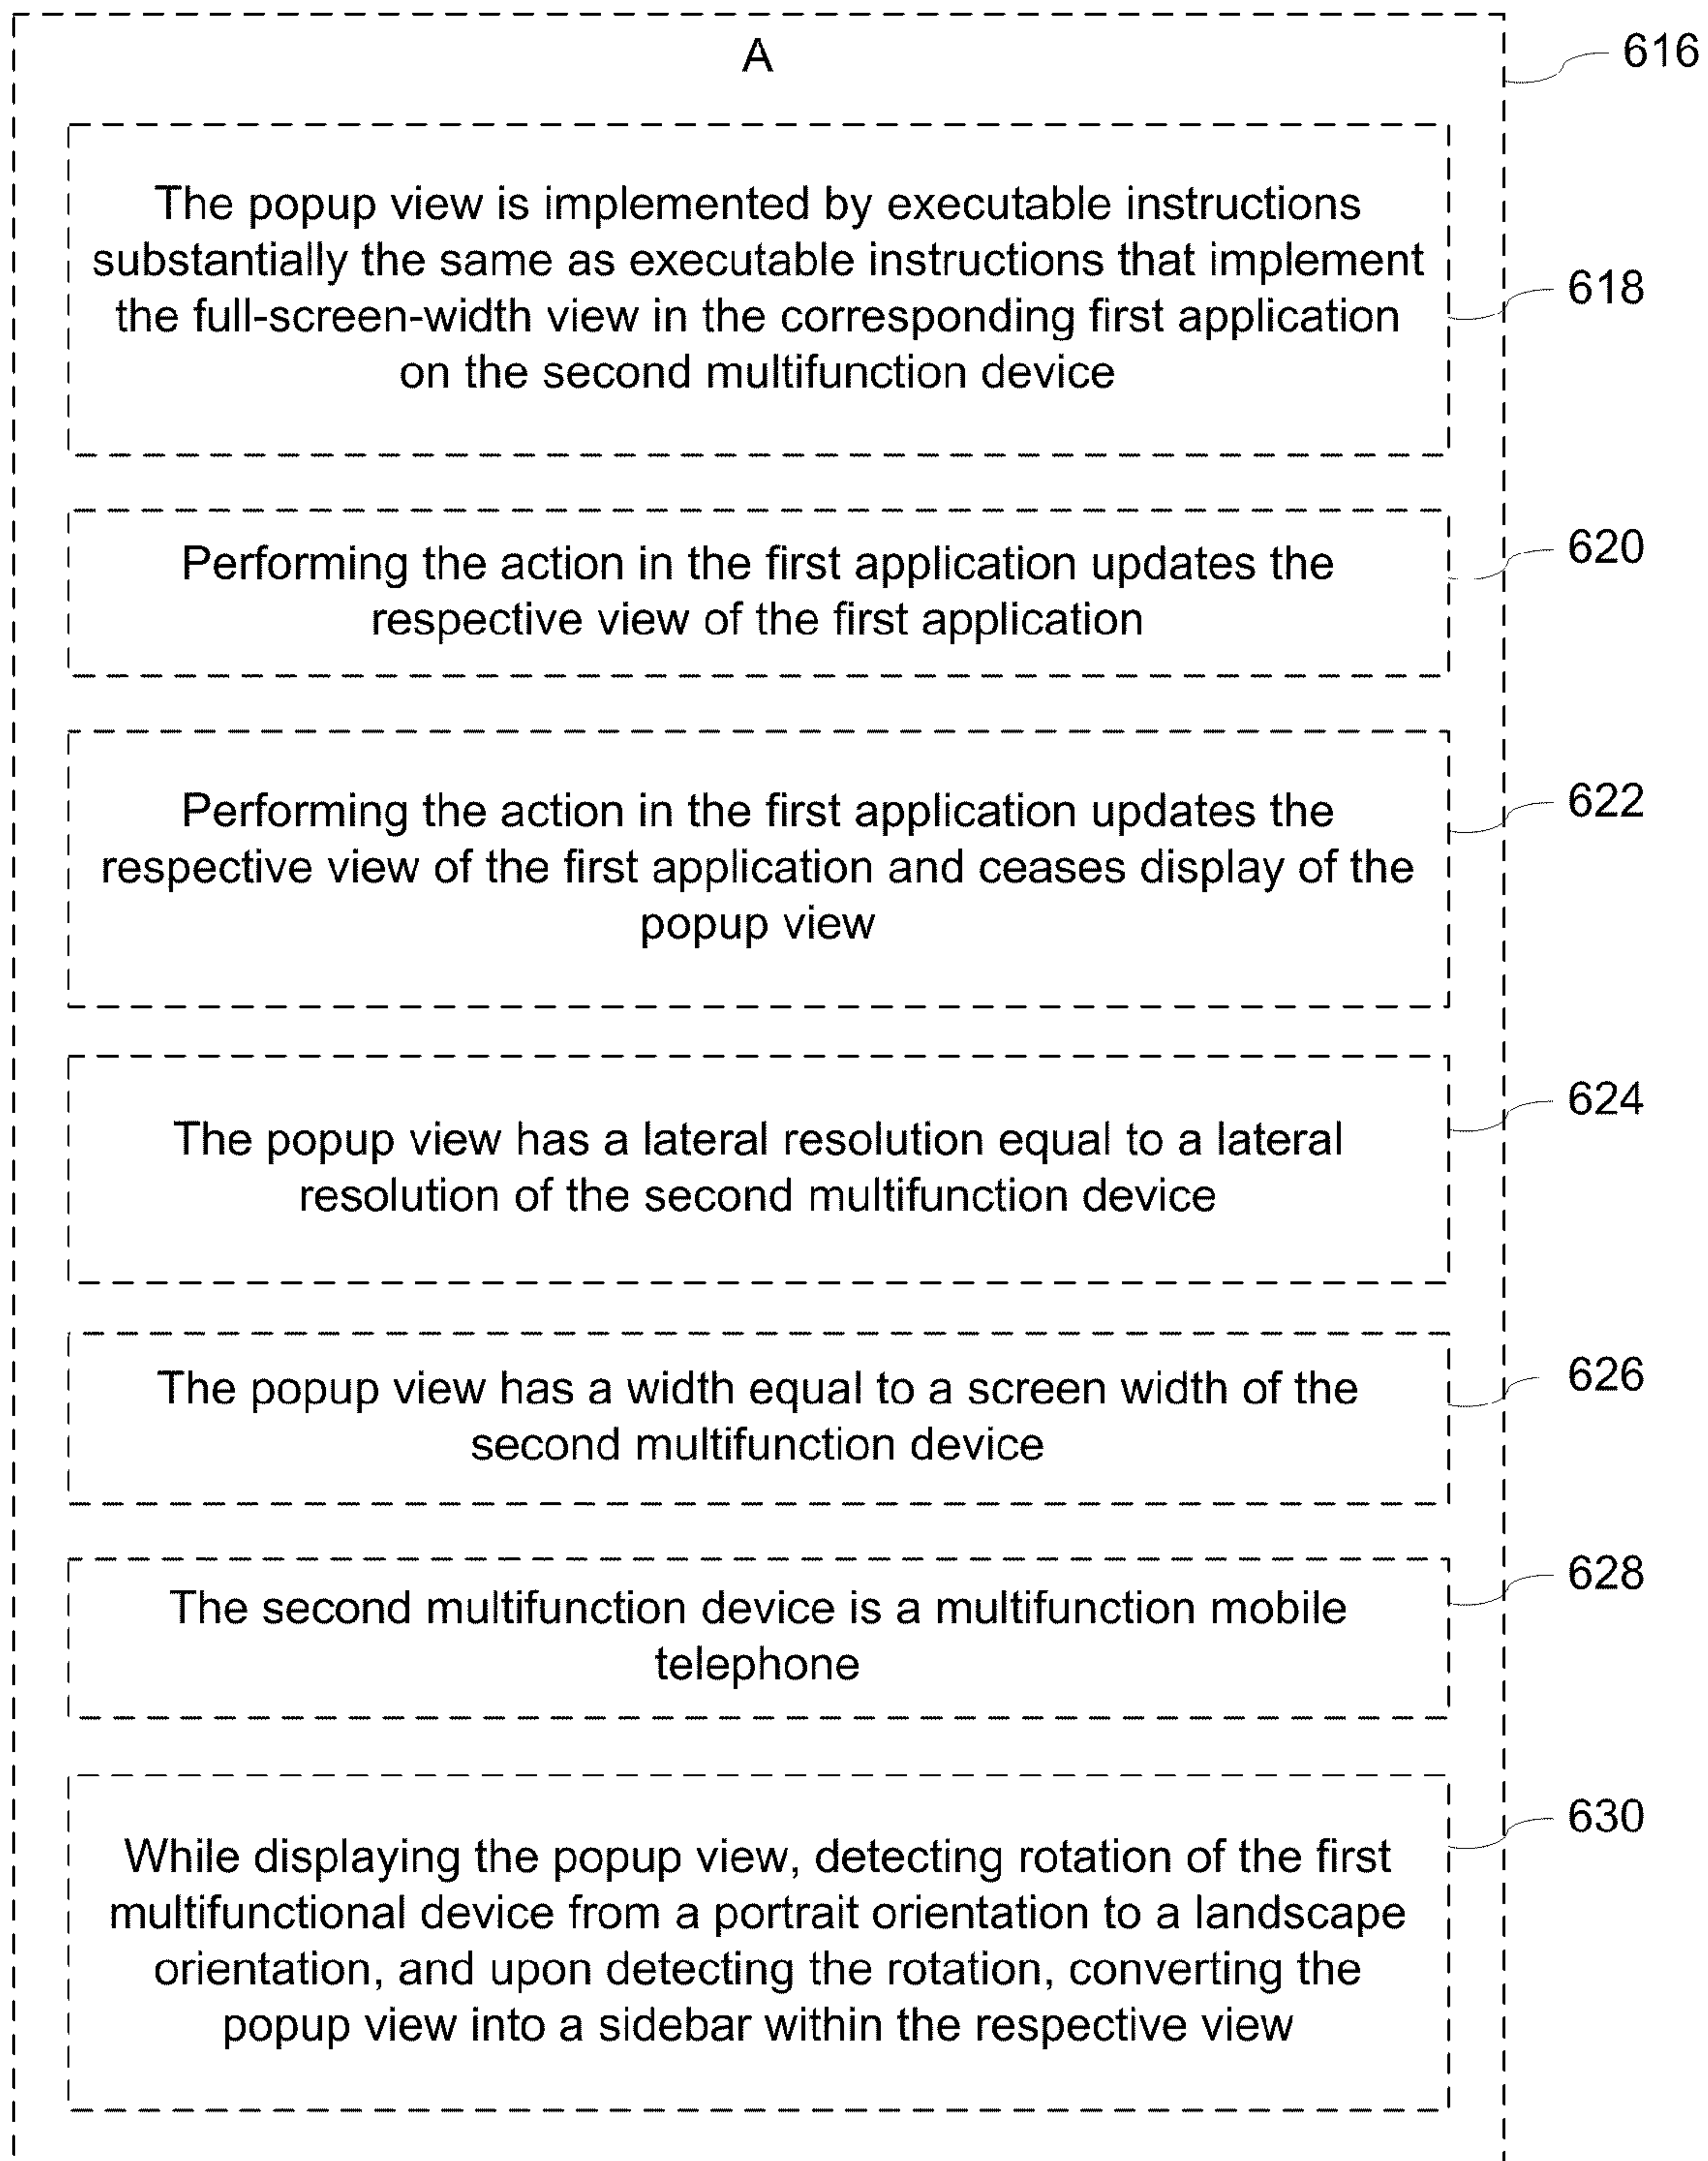 A
616
The popup view is implemented by executable instructions
substantially the same as executable instructions that implement
the full-screen-width view in the corresponding first application
on the second multifunction device
618
Performing the action in the first application updates the
respective view of the first application
620
Performing the action in the first application updates the
respective view of the first application and ceases display of the
popup view
622
The popup view has a lateral resolution equal to a lateral
resolution of the second multifunction device
624
The popup view has a width equal to a screen width of the
second multifunction device
626
The second multifunction device is a multifunction mobile
telephone
628
While displaying the popup view, detecting rotation of the first
multifunctional device from a portrait orientation to a landscape
orientation, and upon detecting the rotation, converting the
popup view into a sidebar within the respective view
630